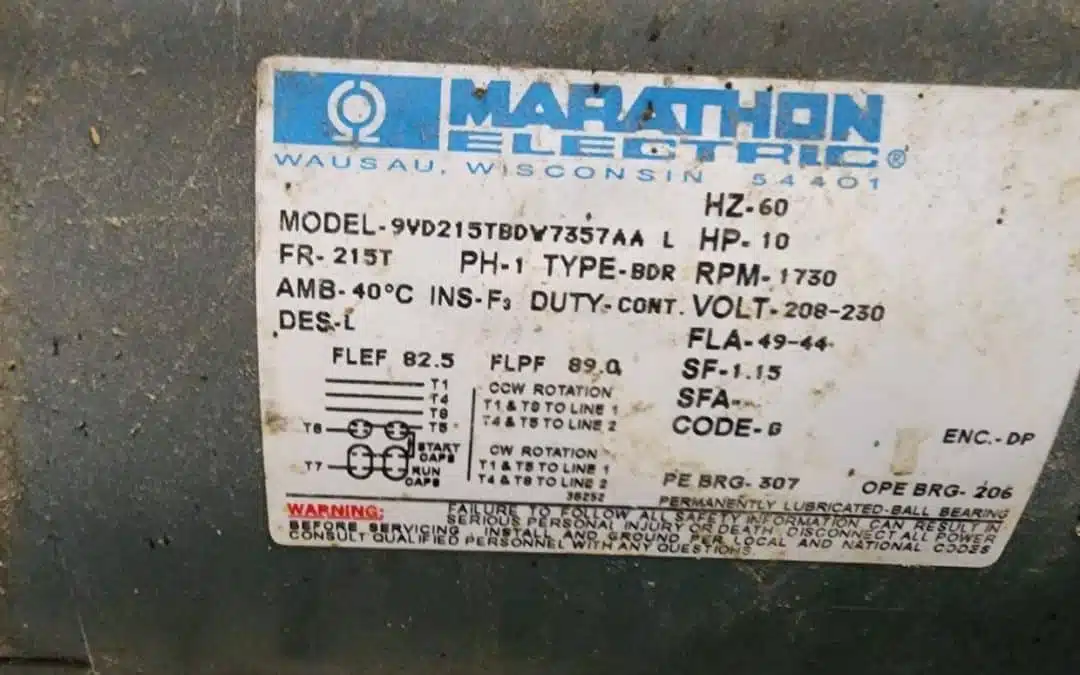 MARATHON
ELECTRIC®
WAUSAU, WISCONSIN 54401
HZ-60
MODEL-9VD215TBDW7357AA L HP-10
FR-215T PH-1 TYPE-BDR RPM-1730
AMB-40°C INS-F3 DUTY-CONT. VOLT-208-230
DES-L FLA-49-44
FLEF 82.5 FLPF 89.0 SF-1.15
SFA-
CODE-G
ENC.-DP
T1
T4
T8
T6 T5
START
CAPS
T7 RUN
CAPS
CCW ROTATION
T1 & T8 TO LINE 1
T4 & T5 TO LINE 2
CW ROTATION
T1 & T5 TO LINE 1
T4 & T8 TO LINE 2
36252
PE BRG-307 OPE BRG-206
PERMANENTLY LUBRICATED-BALL BEARING
WARNING: FAILURE TO FOLLOW ALL SAFETY INFORMATION CAN RESULT IN
SERIOUS PERSONAL INJURY OR DEATH. DISCONNECT ALL POWER
BEFORE SERVICING. INSTALL AND GROUND PER LOCAL AND NATIONAL CODES
CONSULT QUALIFIED PERSONNEL WITH ANY QUESTIONS